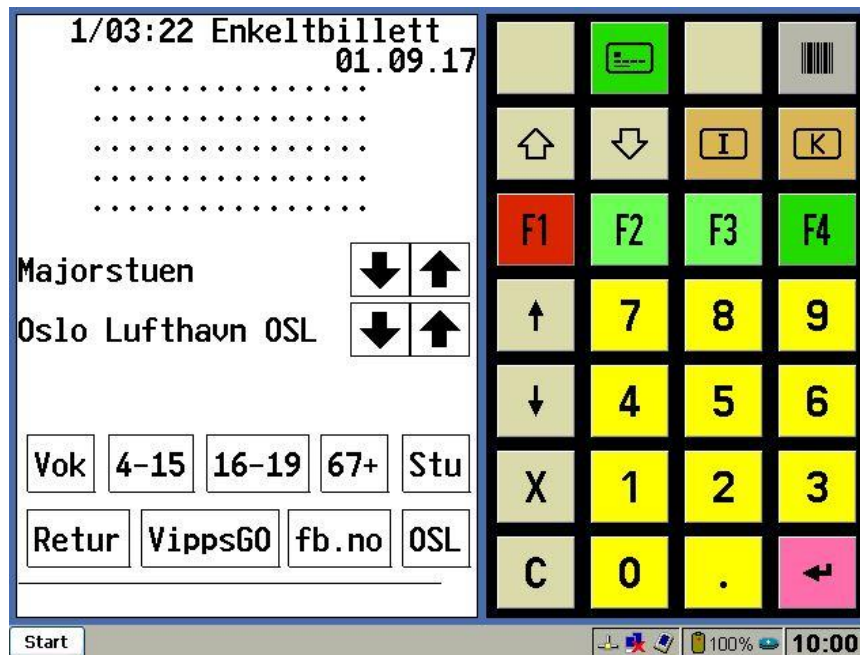 1/03:22 Enkeltbillett
01.09.17
Majorstuen
Oslo Lufthavn OSL
Vok 4-15 16-19 67+ Stu
Retur VippsGO fb.no OSL
I K
F1 F2 F3 F4
7 8 9
4 5 6
X 1 2 3
C 0 .
Start 100% 10:00